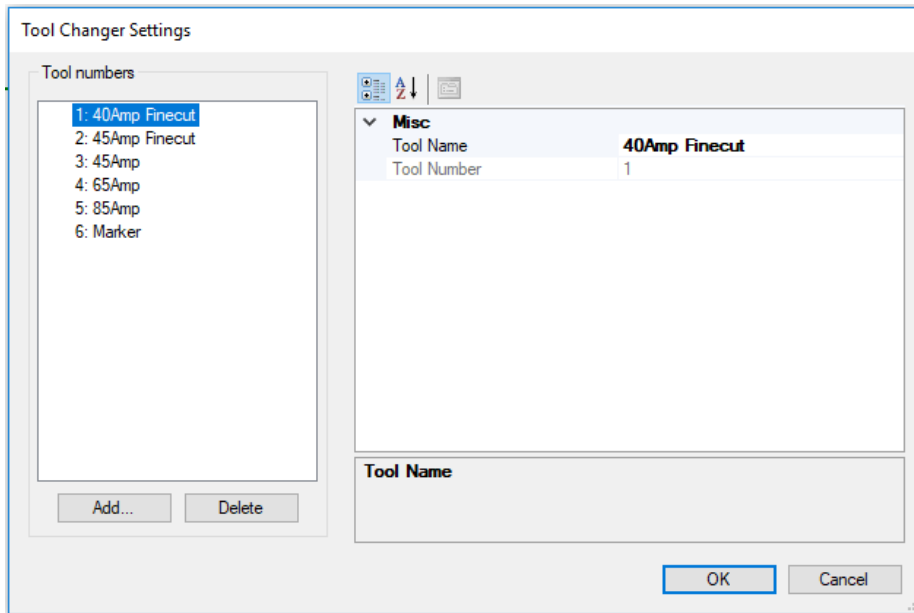 Tool Changer Settings
Tool numbers
1: 40Amp Finecut
2: 45Amp Finecut
3: 45Amp
4: 65Amp
5: 85Amp
6: Marker
Add...
Delete
A
Z
Misc
Tool Name 40Amp Finecut
Tool Number 1
Tool Name
OK
Cancel